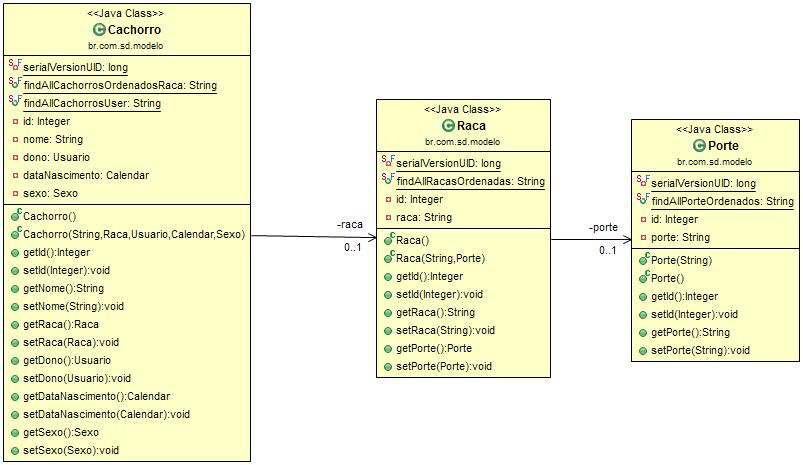 <<Java Class>>
Cachorro
br.com.sd.modelo
serialVersionUID: long
findAllCachorrosOrdenadosRaca: String
findAllCachorrosUser: String
id: Integer
nome: String
dono: Usuario
dataNascimento: Calendar
sexo: Sexo
Cachorro()
Cachorro(String,Raca,Usuario,Calendar,Sexo)
getId():Integer
setId(Integer):void
getNome():String
setNome(String):void
getRaca():Raca
setRaca(Raca):void
getDono():Usuario
setDono(Usuario):void
getDataNascimento():Calendar
setDataNascimento(Calendar):void
getSexo():Sexo
setSexo(Sexo):void
-raca
0..1
<<Java Class>>
Raca
br.com.sd.modelo
serialVersionUID: long
findAllRacasOrdenadas: String
id: Integer
raca: String
Raca()
Raca(String,Porte)
getId():Integer
setId(Integer):void
getRaca():String
setRaca(String):void
getPorte():Porte
setPorte(Porte):void
-porte
0..1
<<Java Class>>
Porte
br.com.sd.modelo
serialVersionUID: long
findAllPorteOrdenados: String
id: Integer
porte: String
Porte(String)
Porte()
getId():Integer
setId(Integer):void
getPorte():String
setPorte(String):void